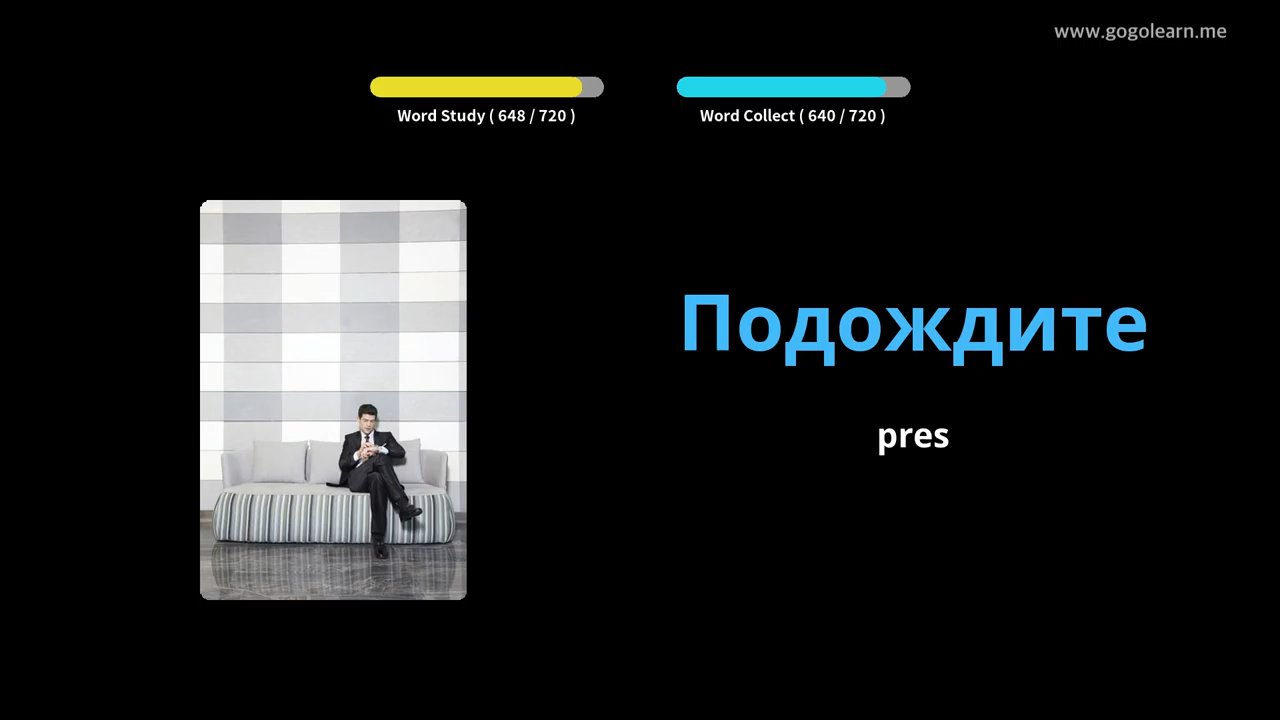 www.gogolearn.me
Word Study ( 648 / 720 )
Word Collect ( 640 / 720 )
Подождите
pres